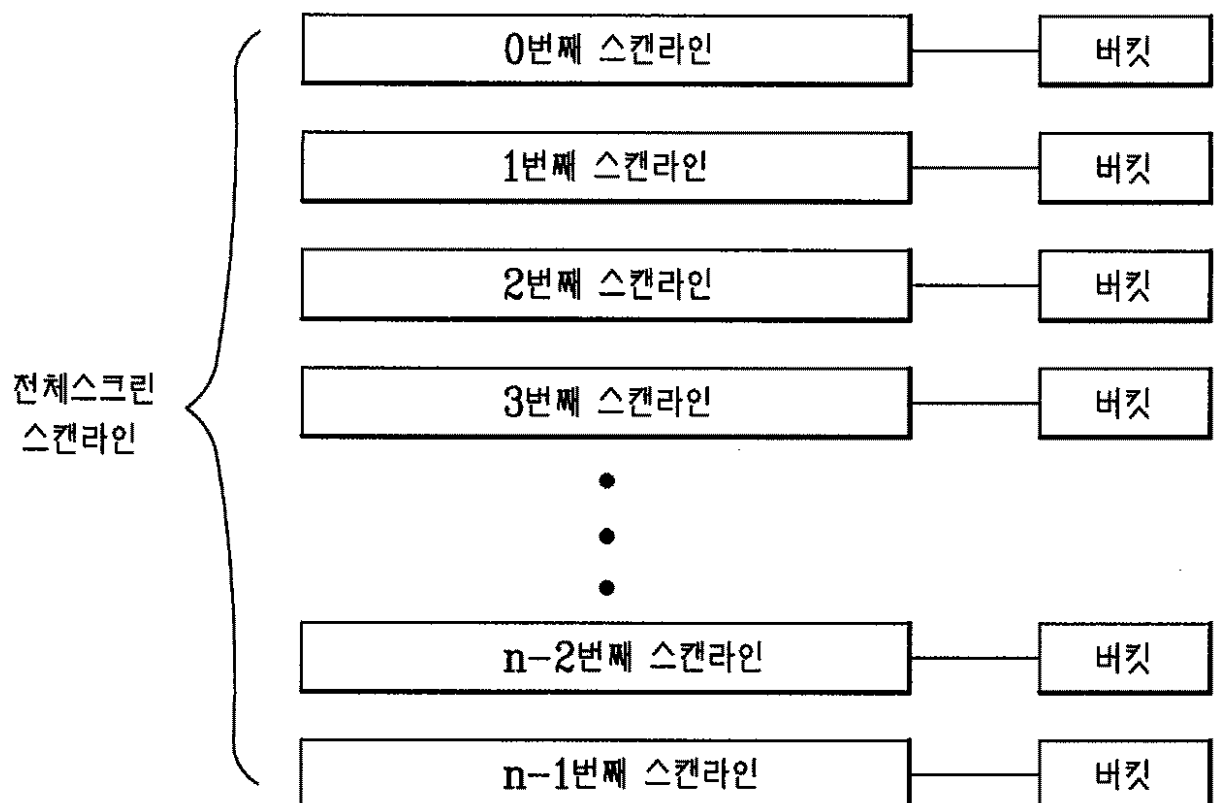 0번째 스캔라인 버킷
1번째 스캔라인 버킷
2번째 스캔라인 버킷
전체스크린
스캔라인
3번째 스캔라인 버킷
n-2번째 스캔라인 버킷
n-1번째 스캔라인 버킷